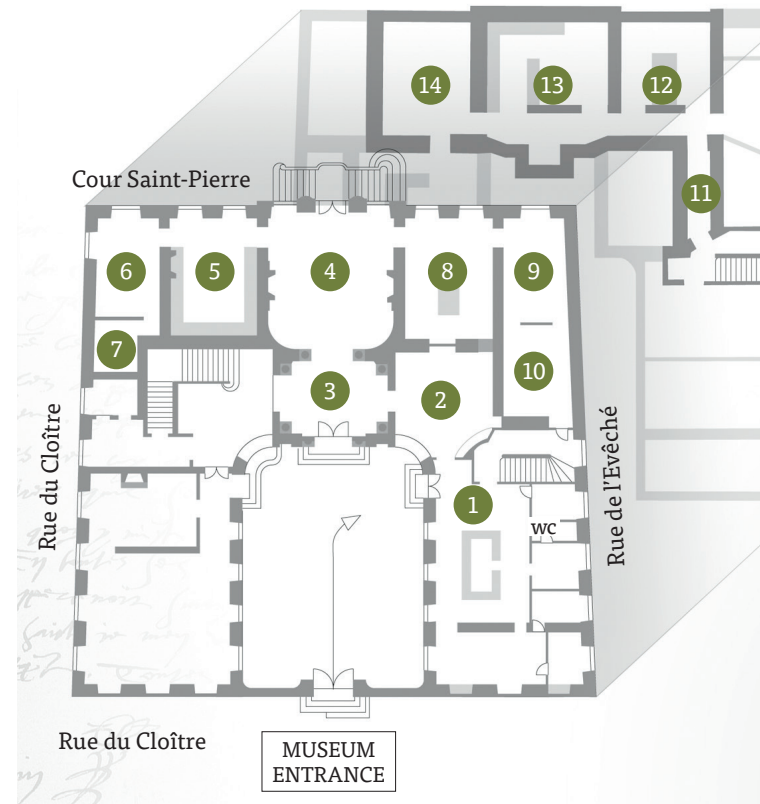 14
13
12
Cour Saint-Pierre
11
6
5
4
8
9
7
3
2
10
Rue du Cloître
1
wc
Rue de l'Evêché
Rue du Cloître
MUSEUM
ENTRANCE